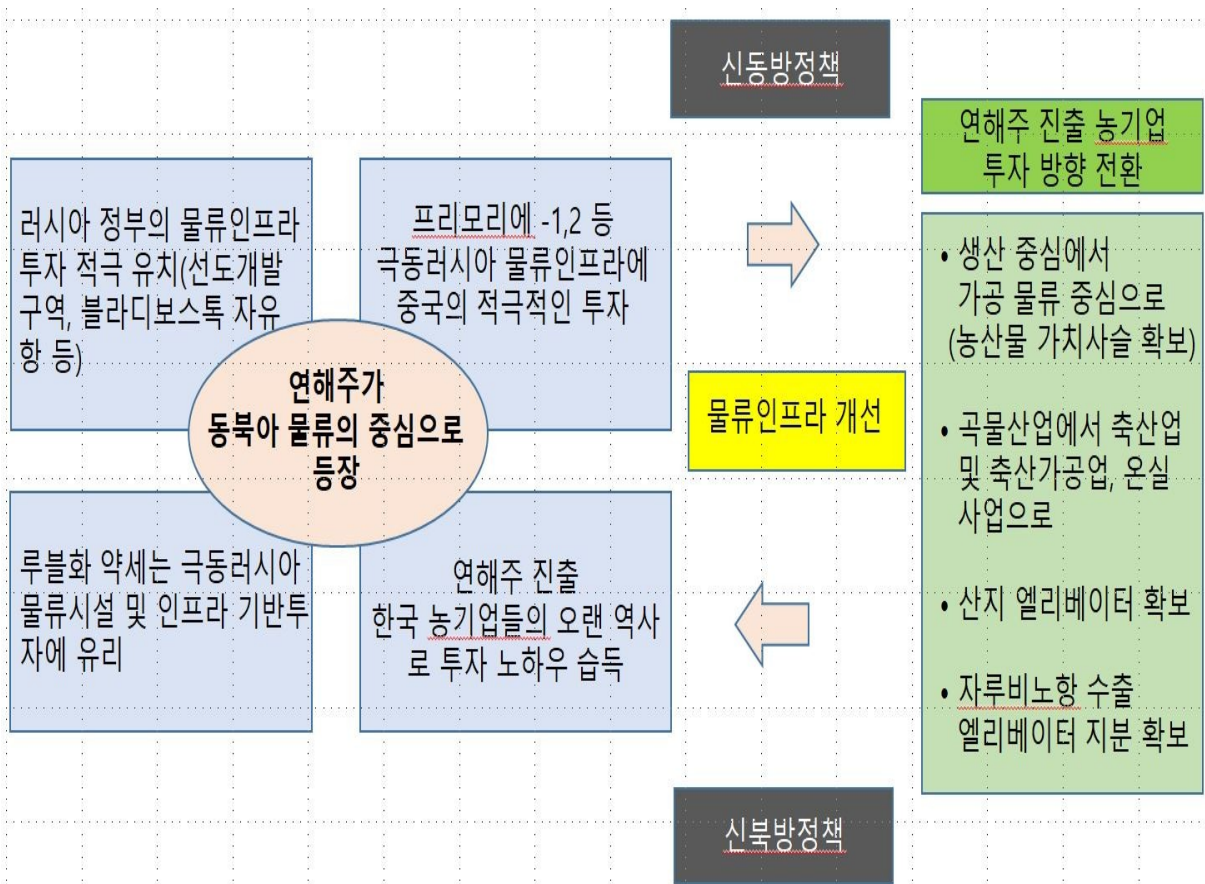 신동방정책
연해주 진출 농기업
투자 방향 전환
러시아 정부의 물류인프라
투자 적극 유치(선도개발
구역, 블라디보스톡 자유
항 등)
프리모리에 -1,2 등
극동러시아 물류인프라에
중국의 적극적인 투자
연해주가
동북아 물류의 중심으로
등장
루블화 약세는 극동러시아
물류시설 및 인프라 기반투
자에 유리
연해주 진출
한국 농기업들의 오랜 역사
로 투자 노하우 습득
물류인프라 개선
• 생산 중심에서
가공 물류 중심으로
(농산물 가치사슬 확보)
• 곡물산업에서 축산업
및 축산가공업, 온실
사업으로
• 산지 엘리베이터 확보
• 자루비노항 수출
엘리베이터 지분 확보
신북방정책